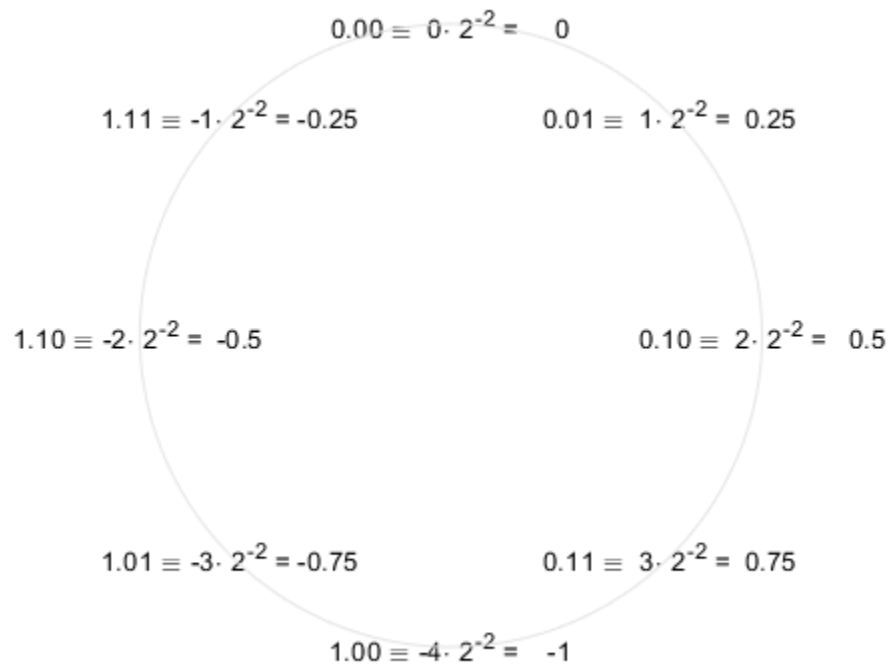 0.00 ≡ 0· 2⁻² = 0
1.11 ≡ -1· 2⁻² = -0.25
0.01 ≡ 1· 2⁻² = 0.25
1.10 ≡ -2· 2⁻² = -0.5
0.10 ≡ 2· 2⁻² = 0.5
1.01 ≡ -3· 2⁻² = -0.75
0.11 ≡ 3· 2⁻² = 0.75
1.00 ≡ -4· 2⁻² = -1